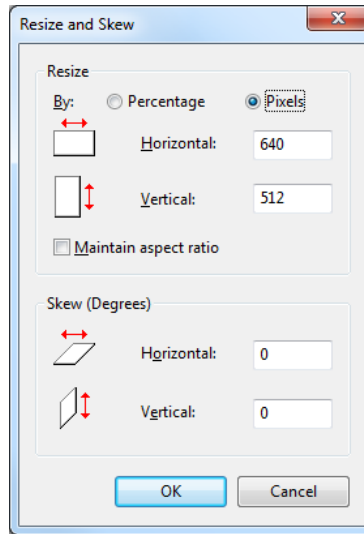 Resize and Skew
Resize
By: Percentage Pixels
Horizontal: 640
Vertical: 512
Maintain aspect ratio
Skew (Degrees)
Horizontal: 0
Vertical: 0
OK Cancel